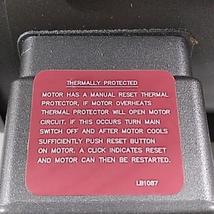 THERMALLY PROTECTED
MOTOR HAS A MANUAL RESET THERMAL
PROTECTOR, IF MOTOR OVERHEATS
THERMAL PROTECTOR WILL OPEN MOTOR
CIRCUIT. IF THIS OCCURS TURN MAIN
SWITCH OFF AND AFTER MOTOR COOLS
SUFFICIENTLY PUSH RESET BUTTON
ON MOTOR. A CLICK INDICATES RESET
AND MOTOR CAN THEN BE RESTARTED.
LB1087